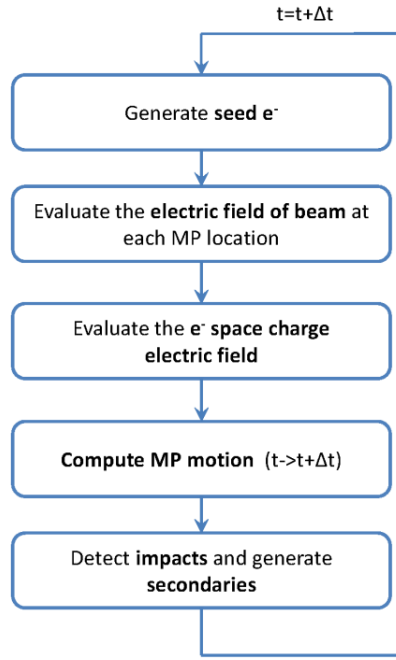 t=t+Δt
Generate seed e⁻
Evaluate the electric field of beam at
each MP location
Evaluate the e⁻ space charge
electric field
Compute MP motion (t->t+Δt)
Detect impacts and generate
secondaries